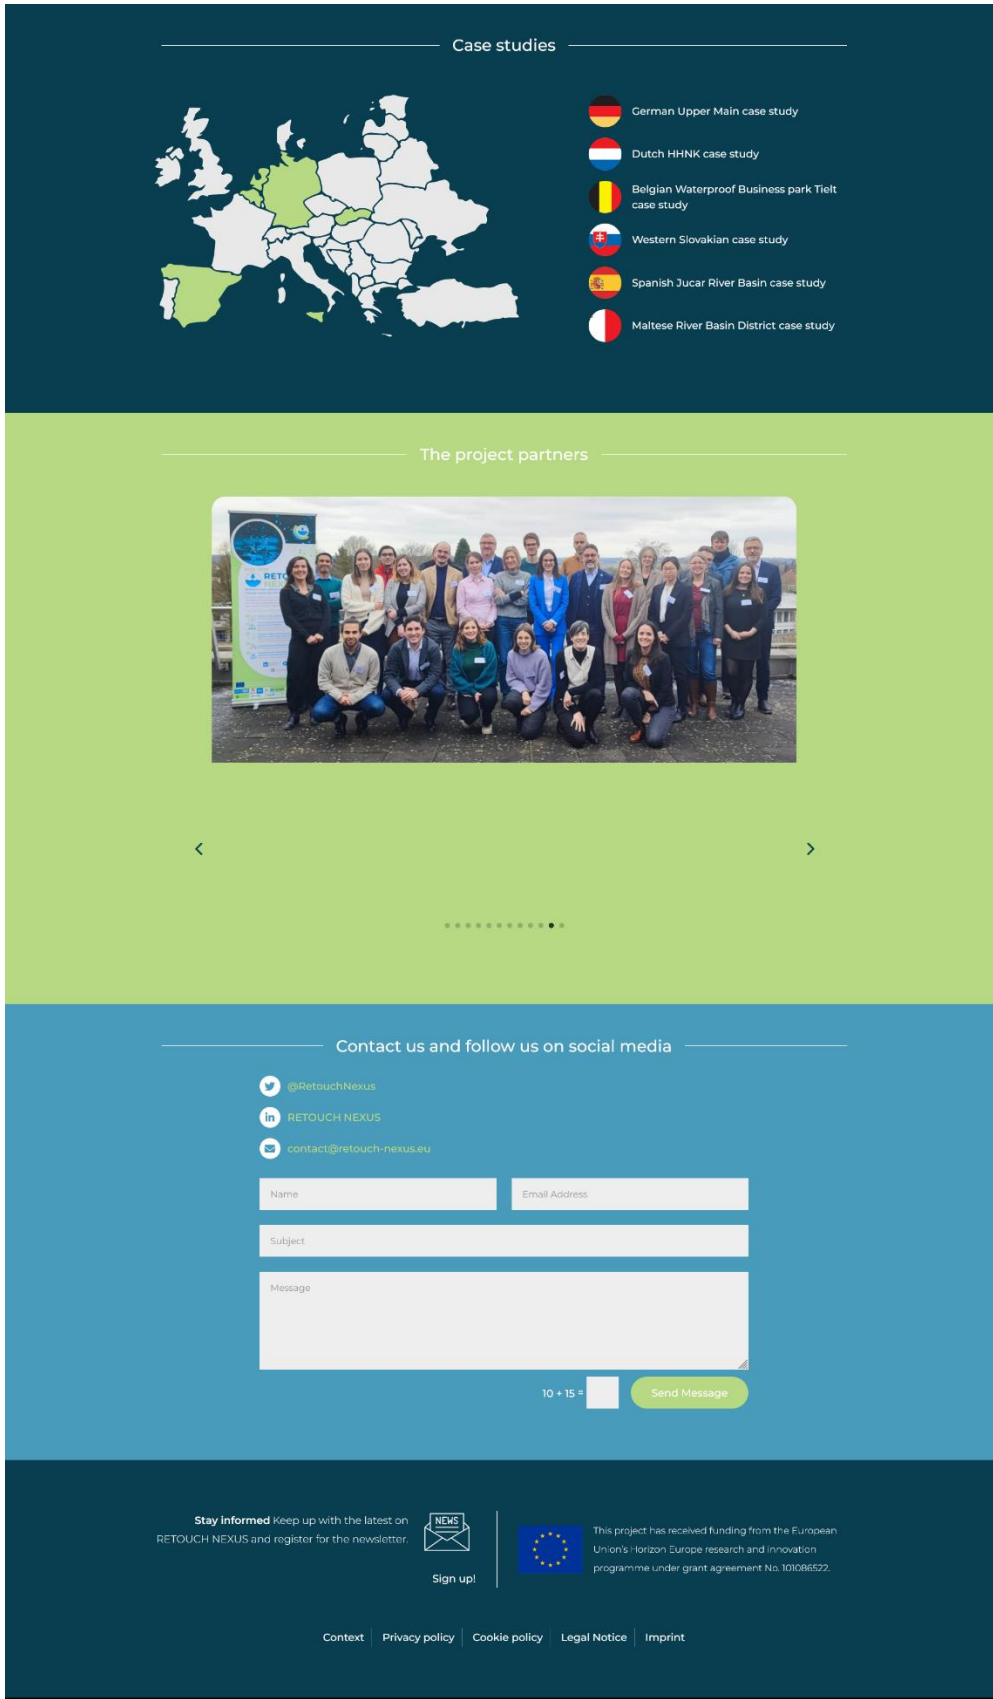 Case studies
German Upper Main case study
Dutch HHNK case study
Belgian Waterproof Business park Tielt
case study
Western Slovakian case study
Spanish Jucar River Basin case study
Maltese River Basin District case study
The project partners
RETO
NEXUS
Contact us and follow us on social media
@RetouchNexus
in RETOUCH NEXUS
contact@retouch-nexus.eu
Name
Email Address
Subject
Message
10 + 15 =
Send Message
Stay informed Keep up with the latest on
RETOUCH NEXUS and register for the newsletter.
NEWS
Sign up!
This project has received funding from the European
Union's Horizon Europe research and innovation
programme under grant agreement No. 101086522.
Context
Privacy policy
Cookie policy
Legal Notice
Imprint